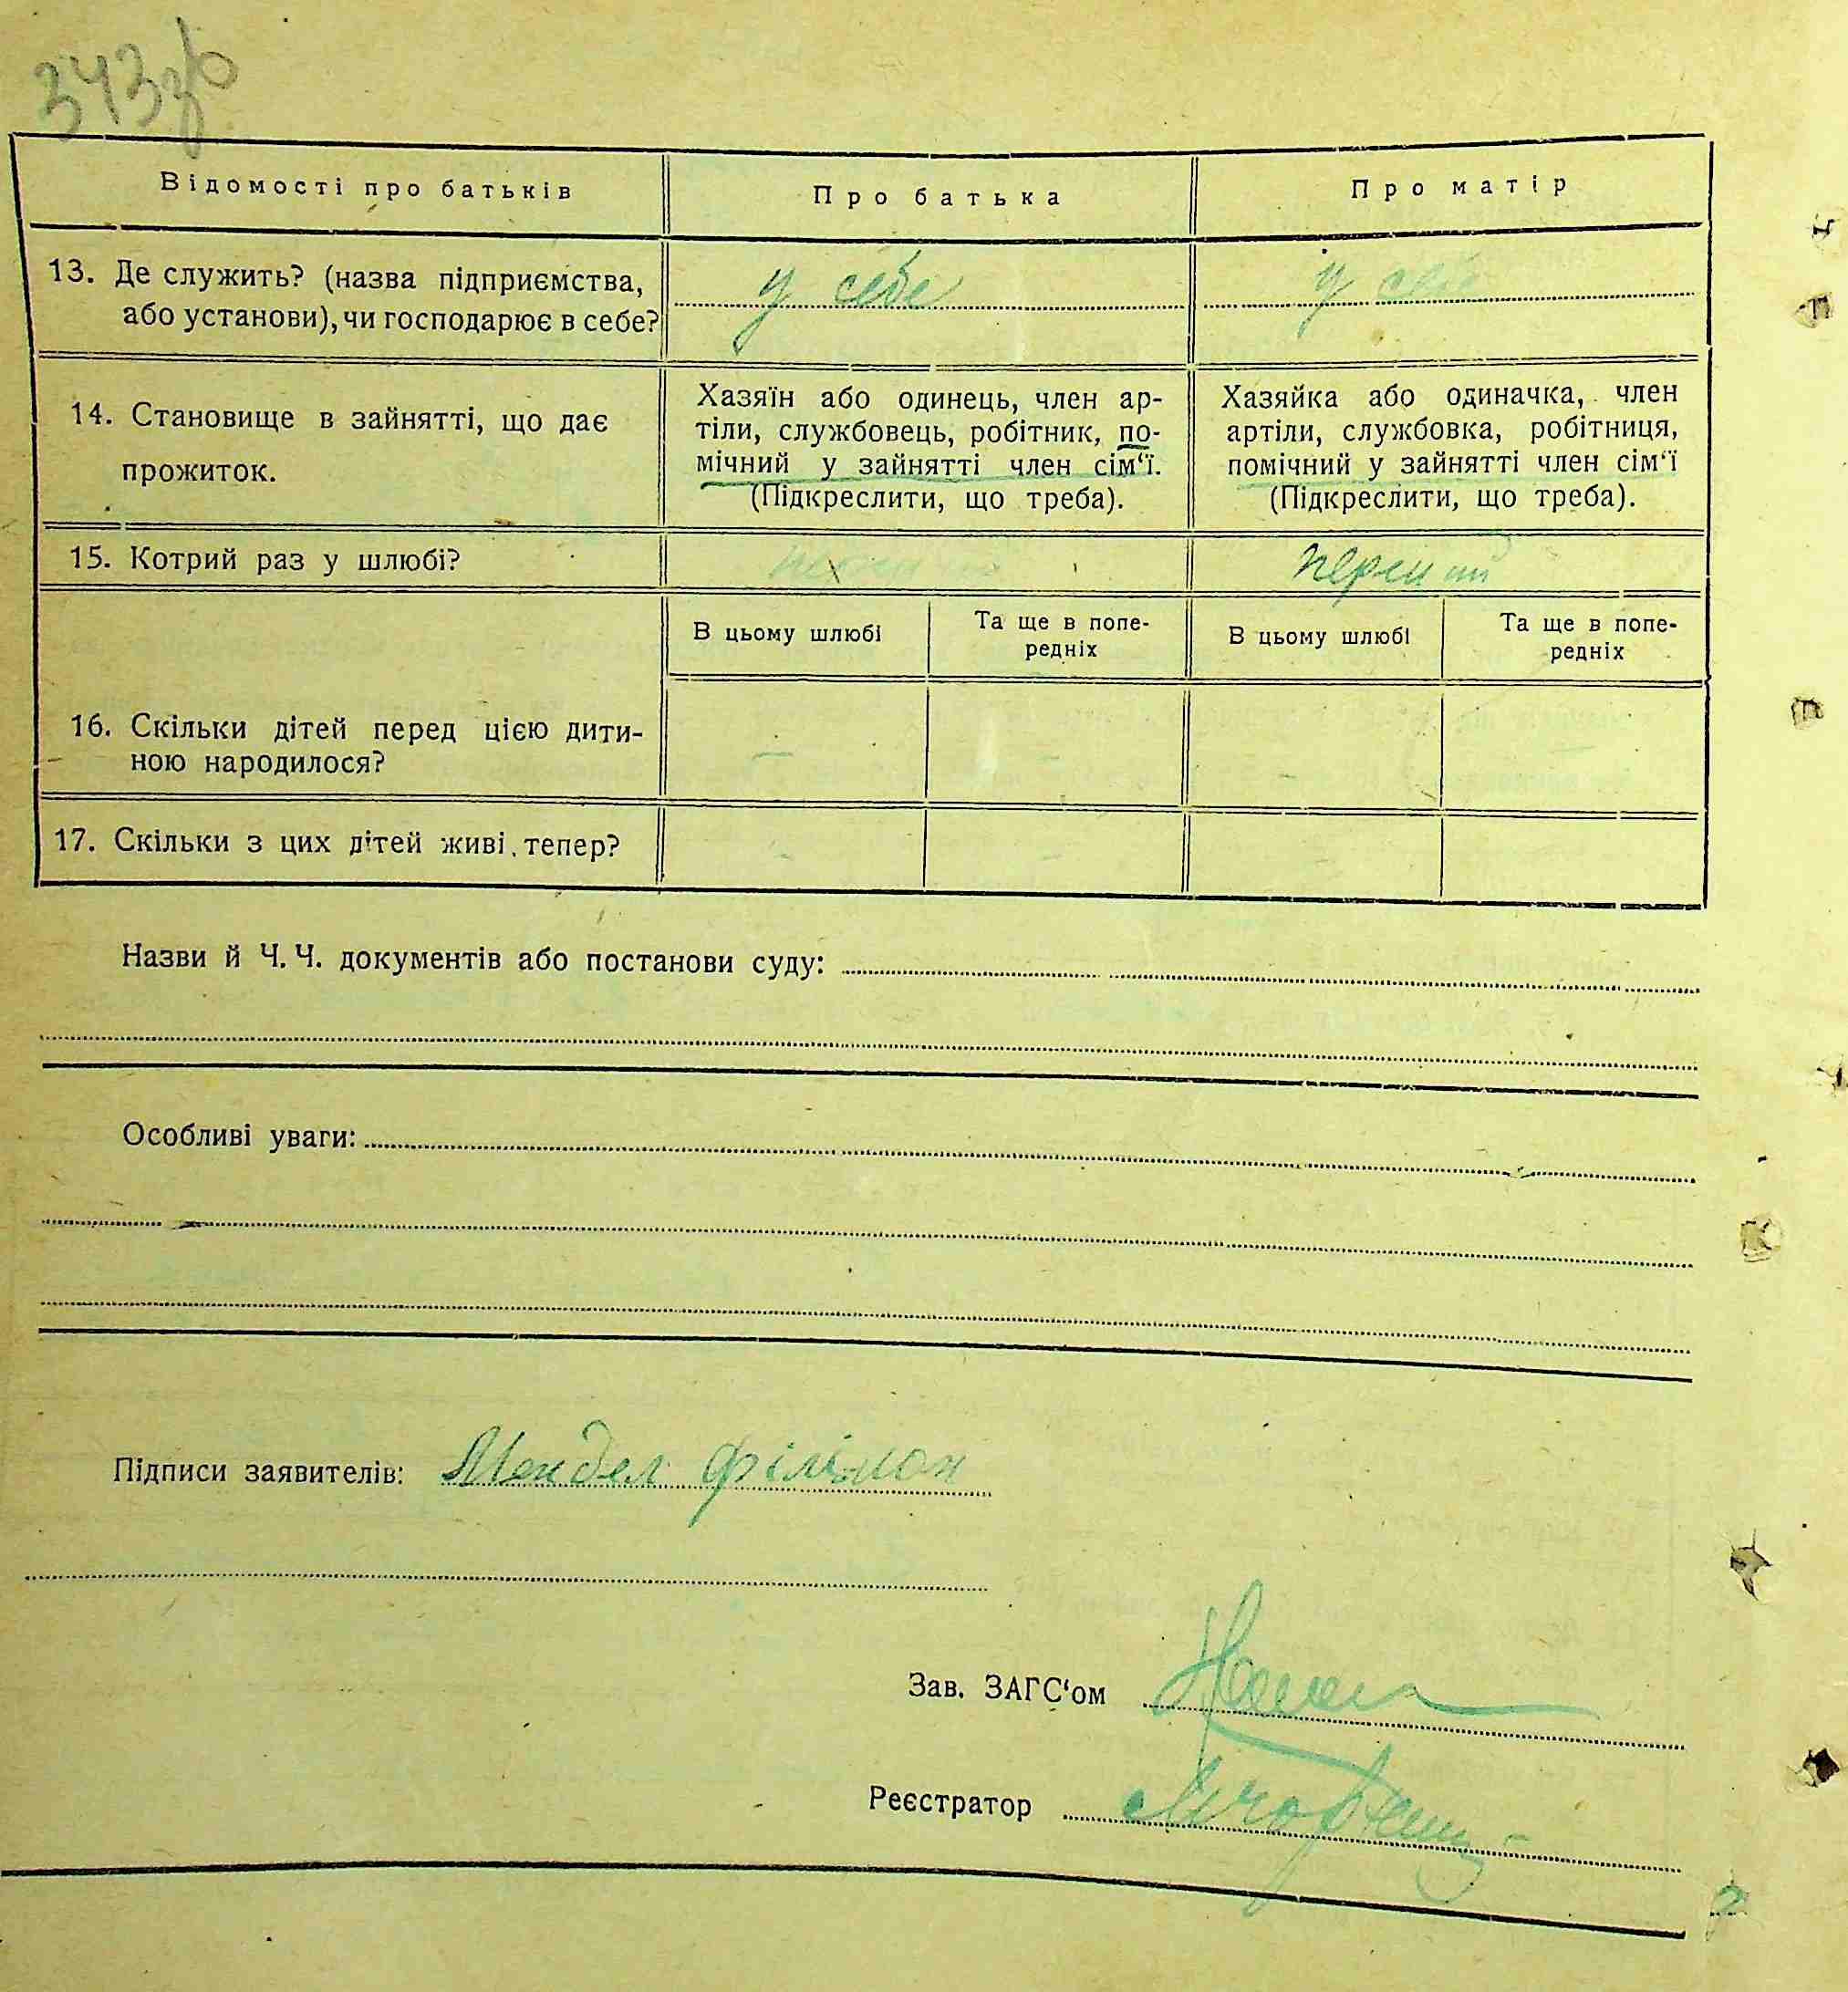 343зв
Відомості про батьків
Про батька
Про матір
13. Де служить? (назва підприємства,
або установи), чи господарює в себе?
у себе
у себе
14. Становище в зайнятті, що дає
прожиток.
Хазяїн або одинець, член ар-
тіли, службовець, робітник, по-
мічний у зайнятті член сім‘ї.
(Підкреслити, що треба).
Хазяйка або одиначка, член
артіли, службовка, робітниця,
помічний у зайнятті член сім‘ї
(Підкреслити, що треба).
15. Котрий раз у шлюбі?
перший
В цьому шлюбі
Та ще в попе-
редніх
В цьому шлюбі
Та ще в попе-
редніх
16. Скільки дітей перед цією дити-
ною народилося?
–
–
–
17. Скільки з цих дітей живі тепер?
–
Назви й Ч. Ч. документів або постанови суду:
Особливі уваги:
Підписи заявителів: Мендел Філімон
Зав. ЗАГС‘ом
Реєстратор